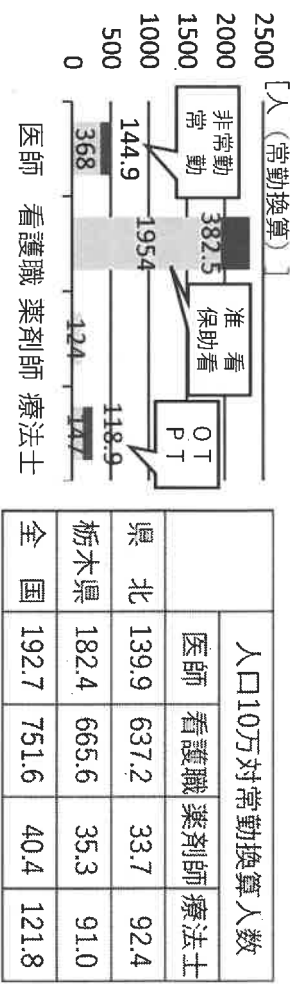 [人（常勤換算）]
2500
2000
1500
1000
500
0
非常勤
常　勤
准　看
保助看
ＯＴ
ＰＴ
144.9
368
382.5
1954
124
118.9
147
医師 看護職 薬剤師 療法士
人口10万対常勤換算人数
医師 看護職 薬剤師 療法士
県　北 139.9 637.2 33.7 92.4
栃木県 182.4 665.6 35.3 91.0
全　国 192.7 751.6 40.4 121.8